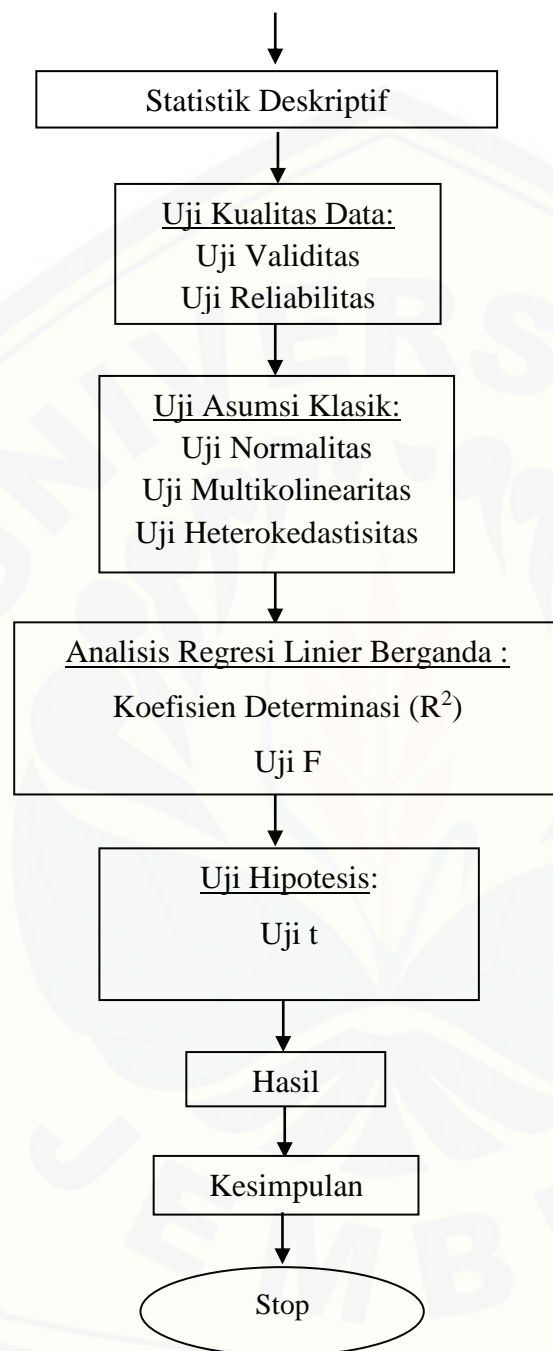 Statistik Deskriptif
Uji Kualitas Data:
Uji Validitas
Uji Reliabilitas
Uji Asumsi Klasik:
Uji Normalitas
Uji Multikolinearitas
Uji Heterokedastisitas
Analisis Regresi Linier Berganda :
Koefisien Determinasi (R²)
Uji F
Uji Hipotesis:
Uji t
Hasil
Kesimpulan
Stop